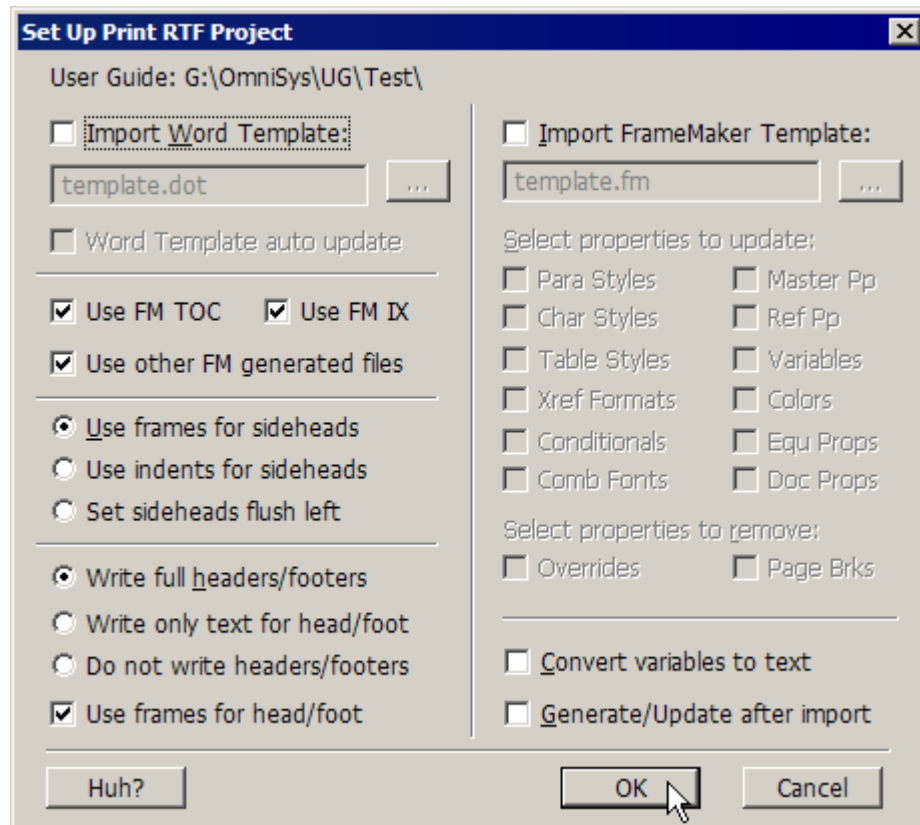 Set Up Print RTF Project
User Guide: G:\OmniSys\UG\Test\
Import Word Template:
template.dot
...
Word Template auto update
Use FM TOC
Use FM IX
Use other FM generated files
Use frames for sideheads
Use indents for sideheads
Set sideheads flush left
Write full headers/footers
Write only text for head/foot
Do not write headers/footers
Use frames for head/foot
Import FrameMaker Template:
template.fm
...
Select properties to update:
Para Styles
Master Pp
Char Styles
Ref Pp
Table Styles
Variables
Xref Formats
Colors
Conditionals
Equ Props
Comb Fonts
Doc Props
Select properties to remove:
Overrides
Page Brks
Convert variables to text
Generate/Update after import
Huh?
OK
Cancel